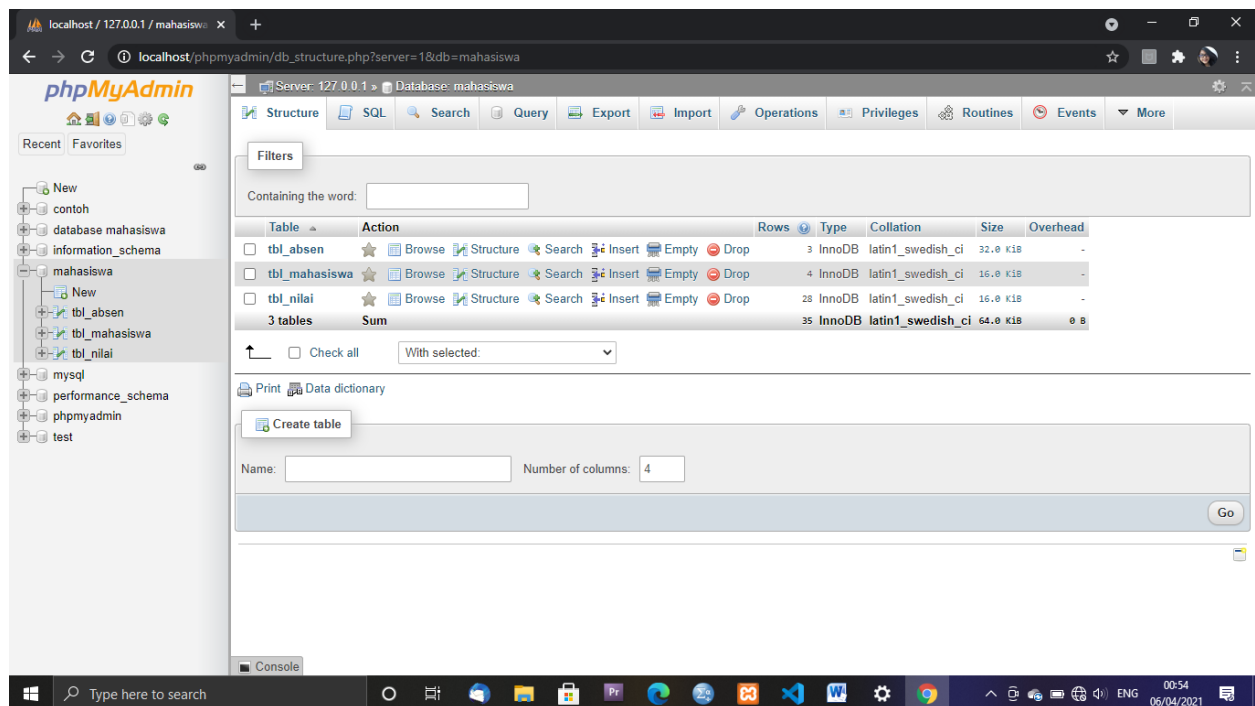 localhost / 127.0.0.1 / mahasiswa
localhost/phpmyadmin/db_structure.php?server=1&db=mahasiswa
phpMyAdmin
Recent Favorites
New
contoh
database mahasiswa
information_schema
mahasiswa
New
tbl_absen
tbl_mahasiswa
tbl_nilai
mysql
performance_schema
phpmyadmin
test
Server: 127.0.0.1 » Database: mahasiswa
Structure SQL Search Query Export Import Operations Privileges Routines Events More
Filters
Containing the word:
Table Action Rows Type Collation Size Overhead
tbl_absen Browse Structure Search Insert Empty Drop 3 InnoDB latin1_swedish_ci 32.0 KiB -
tbl_mahasiswa Browse Structure Search Insert Empty Drop 4 InnoDB latin1_swedish_ci 16.0 KiB -
tbl_nilai Browse Structure Search Insert Empty Drop 28 InnoDB latin1_swedish_ci 16.0 KiB -
3 tables Sum 35 InnoDB latin1_swedish_ci 64.0 KiB 0 B
Check all With selected:
Print Data dictionary
Create table
Name: Number of columns: 4
Go
Console
Type here to search
Pr
W
ENG
00:54
06/04/2021